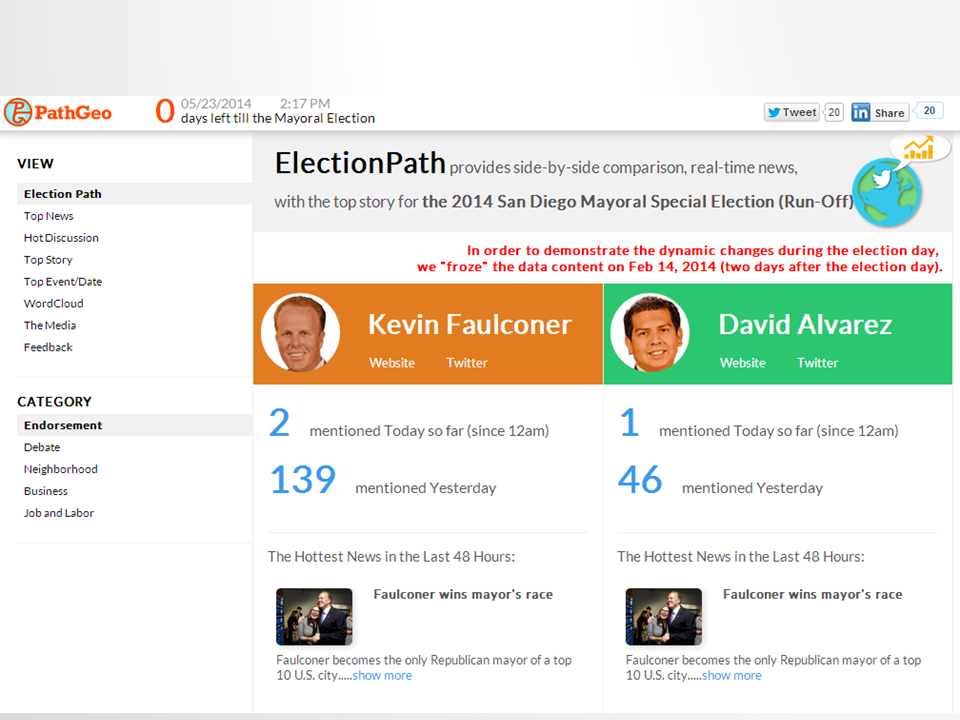 PathGeo
0 05/23/2014 2:17 PM
days left till the Mayoral Election
Tweet 20 in Share 20
VIEW
Election Path
Top News
Hot Discussion
Top Story
Top Event/Date
WordCloud
The Media
Feedback
CATEGORY
Endorsement
Debate
Neighborhood
Business
Job and Labor
ElectionPath provides side-by-side comparison, real-time news,
with the top story for the 2014 San Diego Mayoral Special Election (Run-Off)
In order to demonstrate the dynamic changes during the election day,
we "froze" the data content on Feb 14, 2014 (two days after the election day).
Kevin Faulconer
Website Twitter
2 mentioned Today so far (since 12am)
139 mentioned Yesterday
The Hottest News in the Last 48 Hours:
Faulconer wins mayor's race
Faulconer becomes the only Republican mayor of a top
10 U.S. city.....show more
David Alvarez
Website Twitter
1 mentioned Today so far (since 12am)
46 mentioned Yesterday
The Hottest News in the Last 48 Hours:
Faulconer wins mayor's race
Faulconer becomes the only Republican mayor of a top
10 U.S. city.....show more